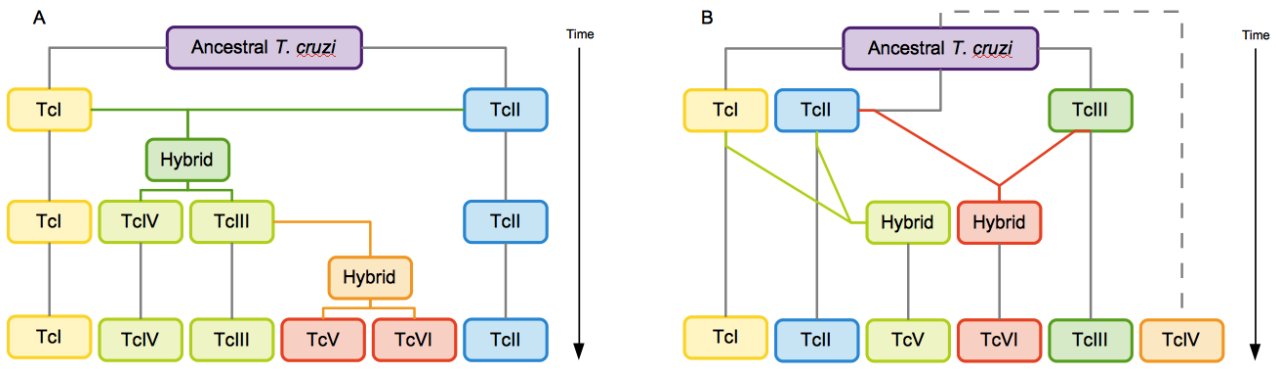 A
Ancestral T. cruzi
Time
TcI
TcII
Hybrid
TcI
TcIV
TcIII
TcII
Hybrid
TcI
TcIV
TcIII
TcV
TcVI
TcII
B
Ancestral T. cruzi
Time
TcI
TcII
TcIII
Hybrid
Hybrid
TcI
TcII
TcV
TcVI
TcIII
TcIV